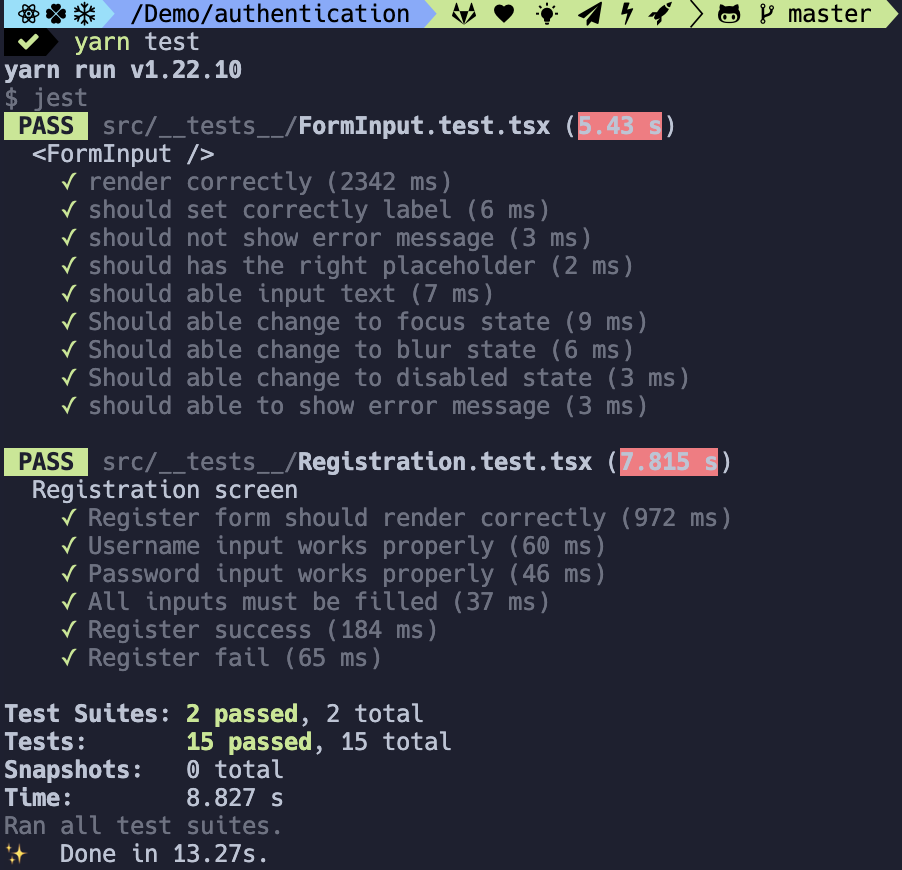 /Demo/authentication master
✔ yarn test
yarn run v1.22.10
$ jest
PASS src/__tests__/FormInput.test.tsx (5.43 s)
<FormInput />
✓ render correctly (2342 ms)
✓ should set correctly label (6 ms)
✓ should not show error message (3 ms)
✓ should has the right placeholder (2 ms)
✓ should able input text (7 ms)
✓ Should able change to focus state (9 ms)
✓ Should able change to blur state (6 ms)
✓ Should able change to disabled state (3 ms)
✓ should able to show error message (3 ms)
PASS src/__tests__/Registration.test.tsx (7.815 s)
Registration screen
✓ Register form should render correctly (972 ms)
✓ Username input works properly (60 ms)
✓ Password input works properly (46 ms)
✓ All inputs must be filled (37 ms)
✓ Register success (184 ms)
✓ Register fail (65 ms)
Test Suites: 2 passed, 2 total
Tests: 15 passed, 15 total
Snapshots: 0 total
Time: 8.827 s
Ran all test suites.
✨ Done in 13.27s.